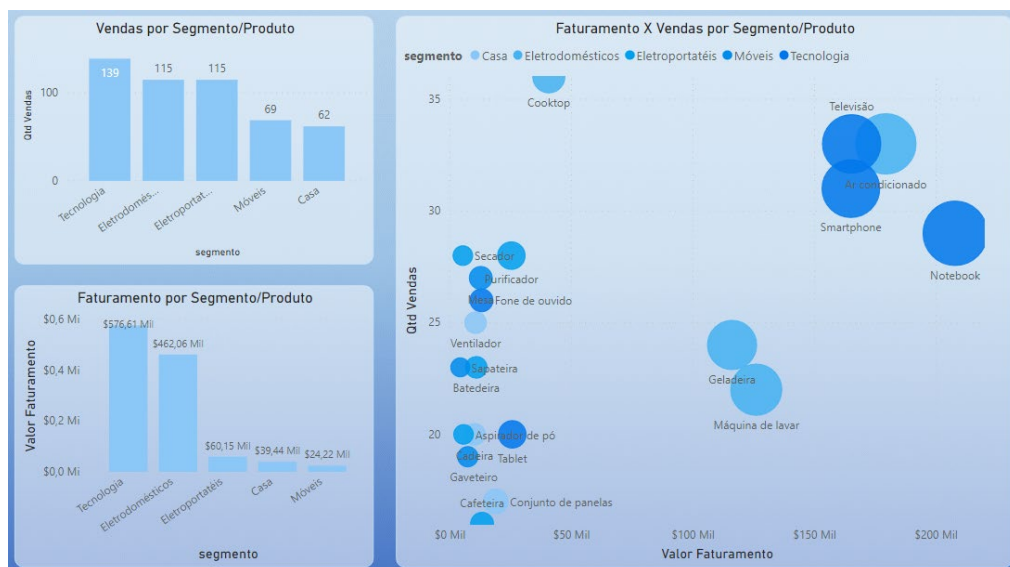 Vendas por Segmento/Produto
Qtd Vendas
100
0
139
115
115
69
62
Tecnologia
Eletrodomés...
Eletroportat...
Móveis
Casa
segmento
Faturamento por Segmento/Produto
Valor Faturamento
$0,6 Mi
$0,4 Mi
$0,2 Mi
$0,0 Mi
$576,61 Mil
$462,06 Mil
$60,15 Mil
$39,44 Mil
$24,22 Mil
Tecnologia
Eletrodomésticos
Eletroportatéis
Casa
Móveis
segmento
Faturamento X Vendas por Segmento/Produto
segmento Casa Eletrodomésticos Eletroportatéis Móveis Tecnologia
Qtd Vendas
35
30
25
20
Cooktop
Televisão
Ar condicionado
Smartphone
Notebook
Secador
Purificador
Mesa Fone de ouvido
Ventilador
Sapateira
Batedeira
Geladeira
Máquina de lavar
Aspirador de pó
Cadeira Tablet
Gaveteiro
Cafeteira Conjunto de panelas
$0 Mil $50 Mil $100 Mil $150 Mil $200 Mil
Valor Faturamento